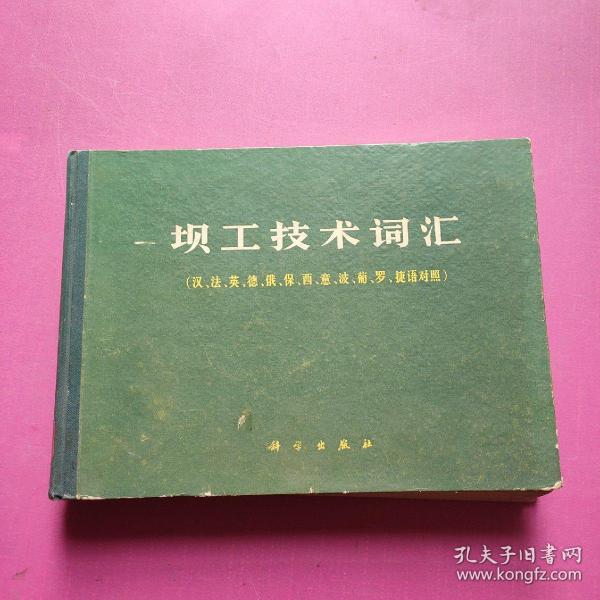 坝工技术词汇
(汉、法、英、德、俄、保、西、意、波、葡、罗、捷语对照)
科学出版社
孔夫子旧书网
www.kongfz.com